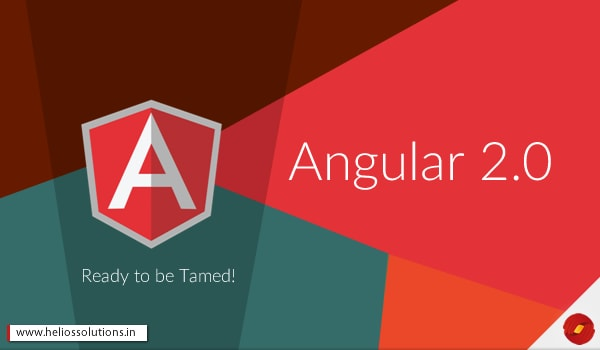 Angular 2.0
A
Ready to be Tamed!
www.heliossolutions.in